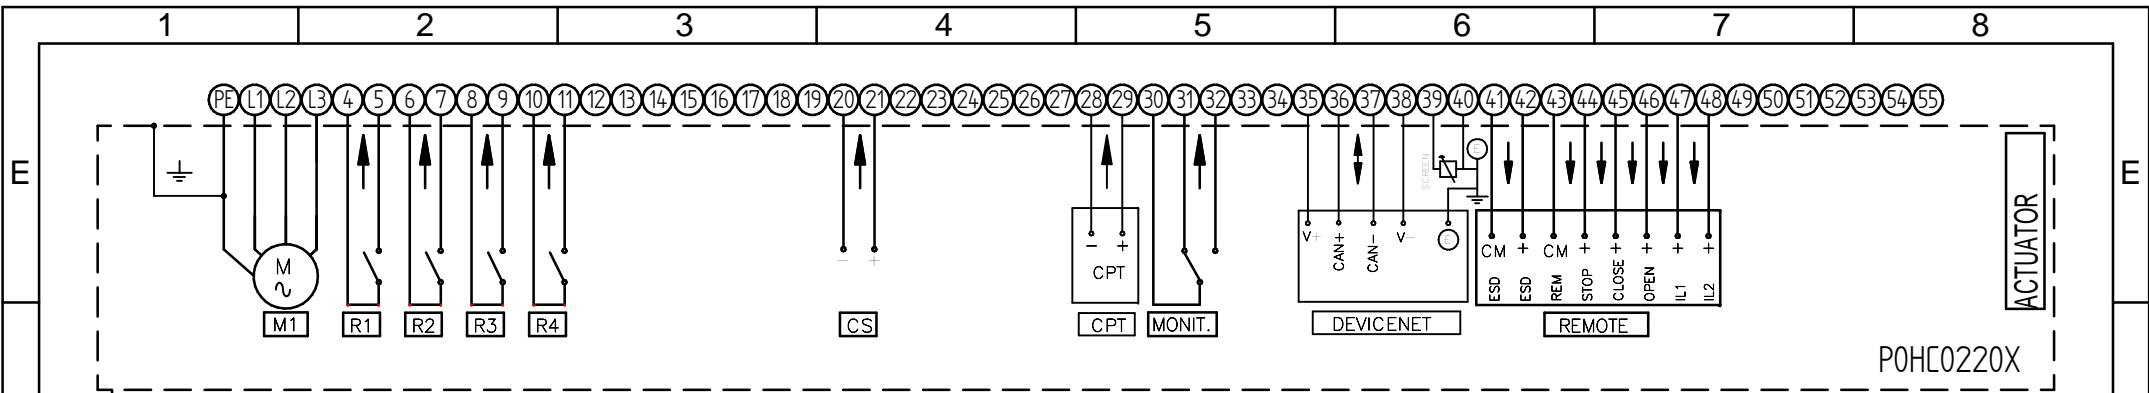 1 2 3 4 5 6 7 8
PE L1 L2 L3 4 5 6 7 8 9 10 11 12 13 14 15 16 17 18 19 20 21 22 23 24 25 26 27 28 29 30 31 32 33 34 35 36 37 38 39 40 41 42 43 44 45 46 47 48 49 50 51 52 53 54 55
E E
SCREEN E
ACTUATOR
M
- + - + V+ CAN+ CAN- V- E CM + CM + + + + +
CPT
ESD ESD REM STOP CLOSE OPEN IL1 IL2
M1 R1 R2 R3 R4 CS CPT MONIT. DEVICENET REMOTE
P0HC0220X